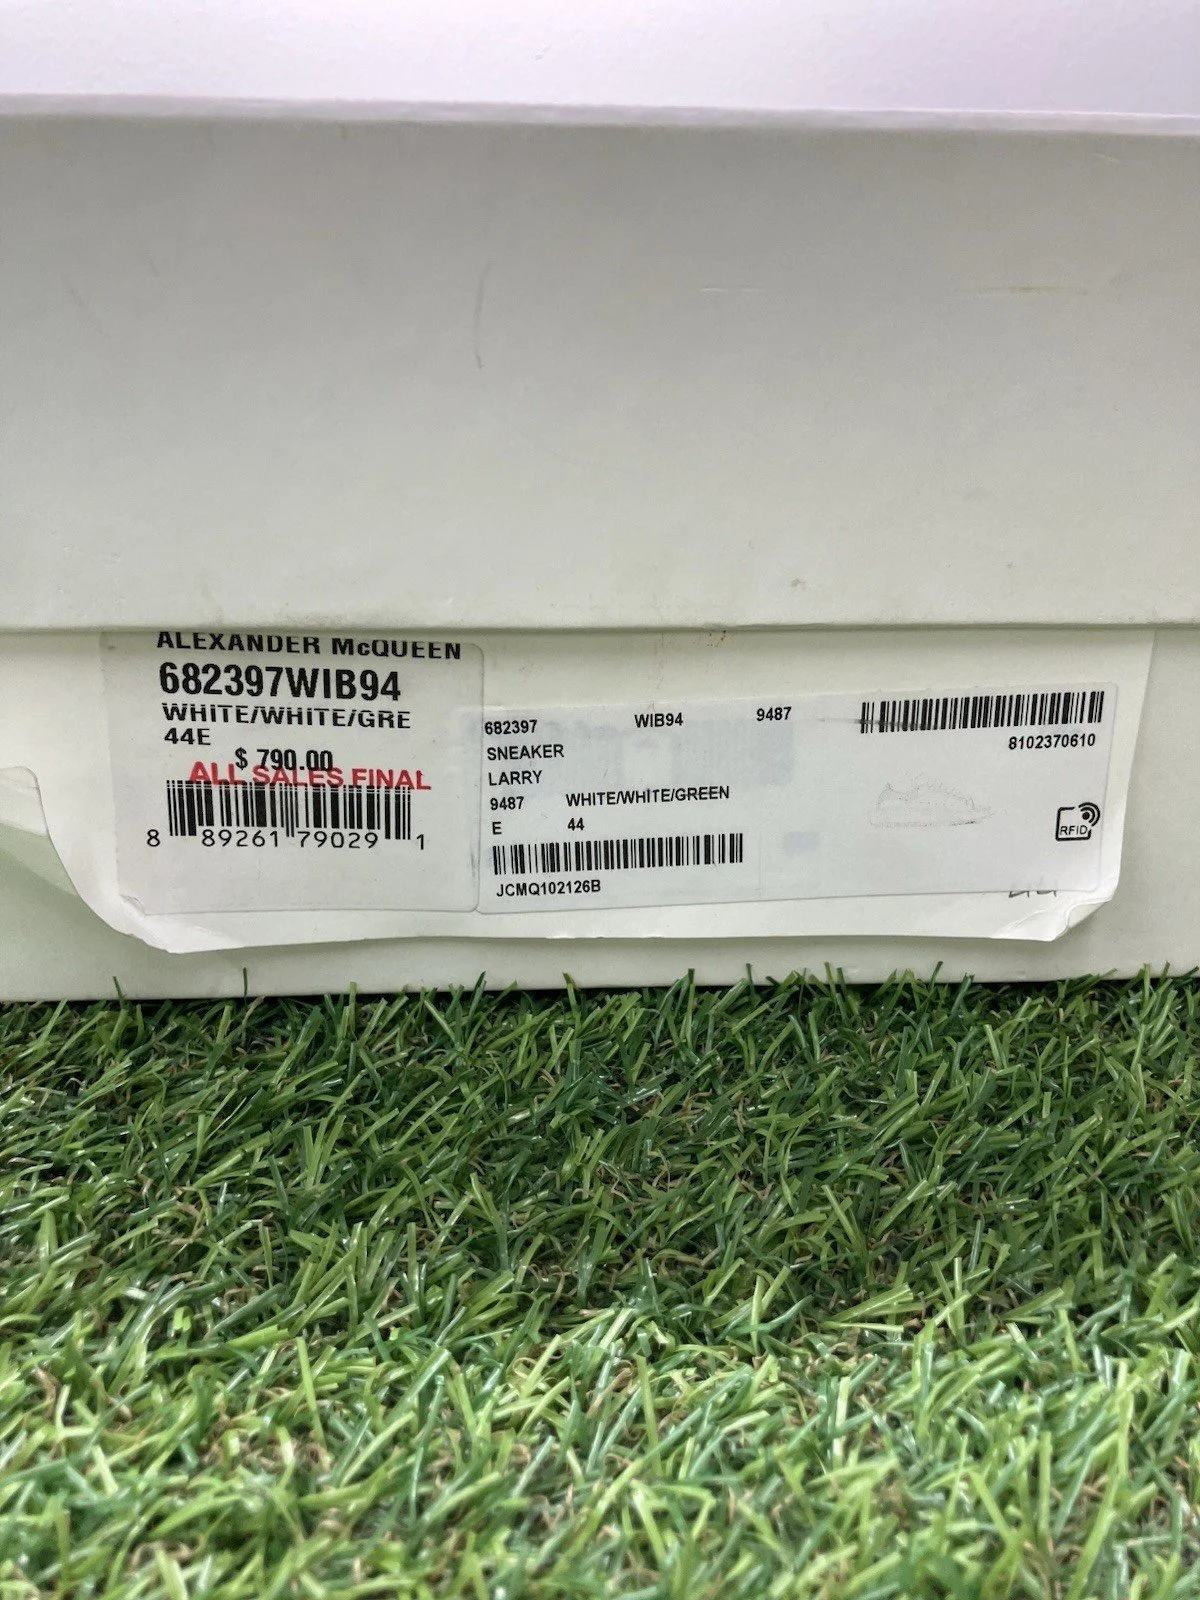 ALEXANDER McQUEEN
682397WIB94
WHITE/WHITE/GRE
44E
$ 790.00
ALL SALES FINAL
8 89261 79029 1
682397 WIB94 9487
SNEAKER
LARRY
9487 WHITE/WHITE/GREEN
E 44
JCMQ102126B
8102370610
RFID